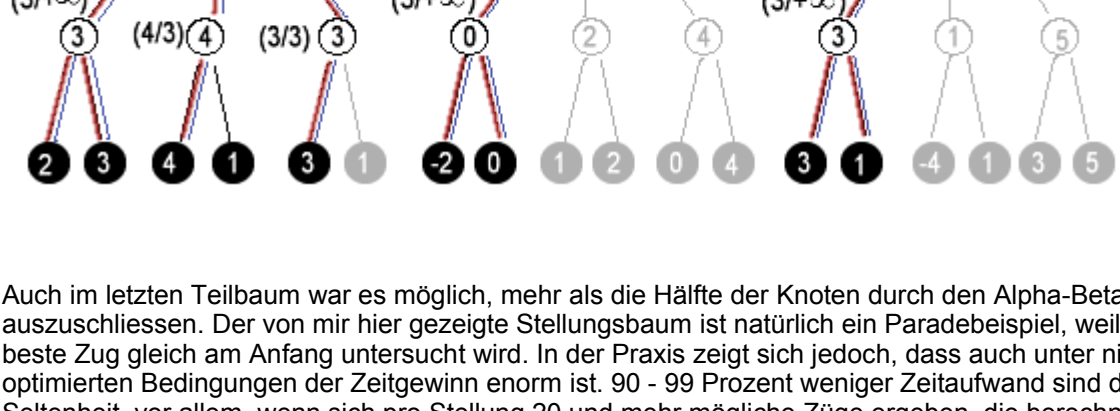 3 (4/3) 4 (3/3) 3 0 2 4 3 1 5
2 3 4 1 3 1 -2 0 1 2 0 4 3 1 -4 1 3 5
Auch im letzten Teilbaum war es möglich, mehr als die Hälfte der Knoten durch den Alpha-Beta
auszuschliessen. Der von mir hier gezeigte Stellungsbaum ist natürlich ein Paradebeispiel, weil
beste Zug gleich am Anfang untersucht wird. In der Praxis zeigt sich jedoch, dass auch unter
optimierten Bedingungen der Zeitgewinn enorm ist. 90 - 99 Prozent weniger Zeitaufwand sind